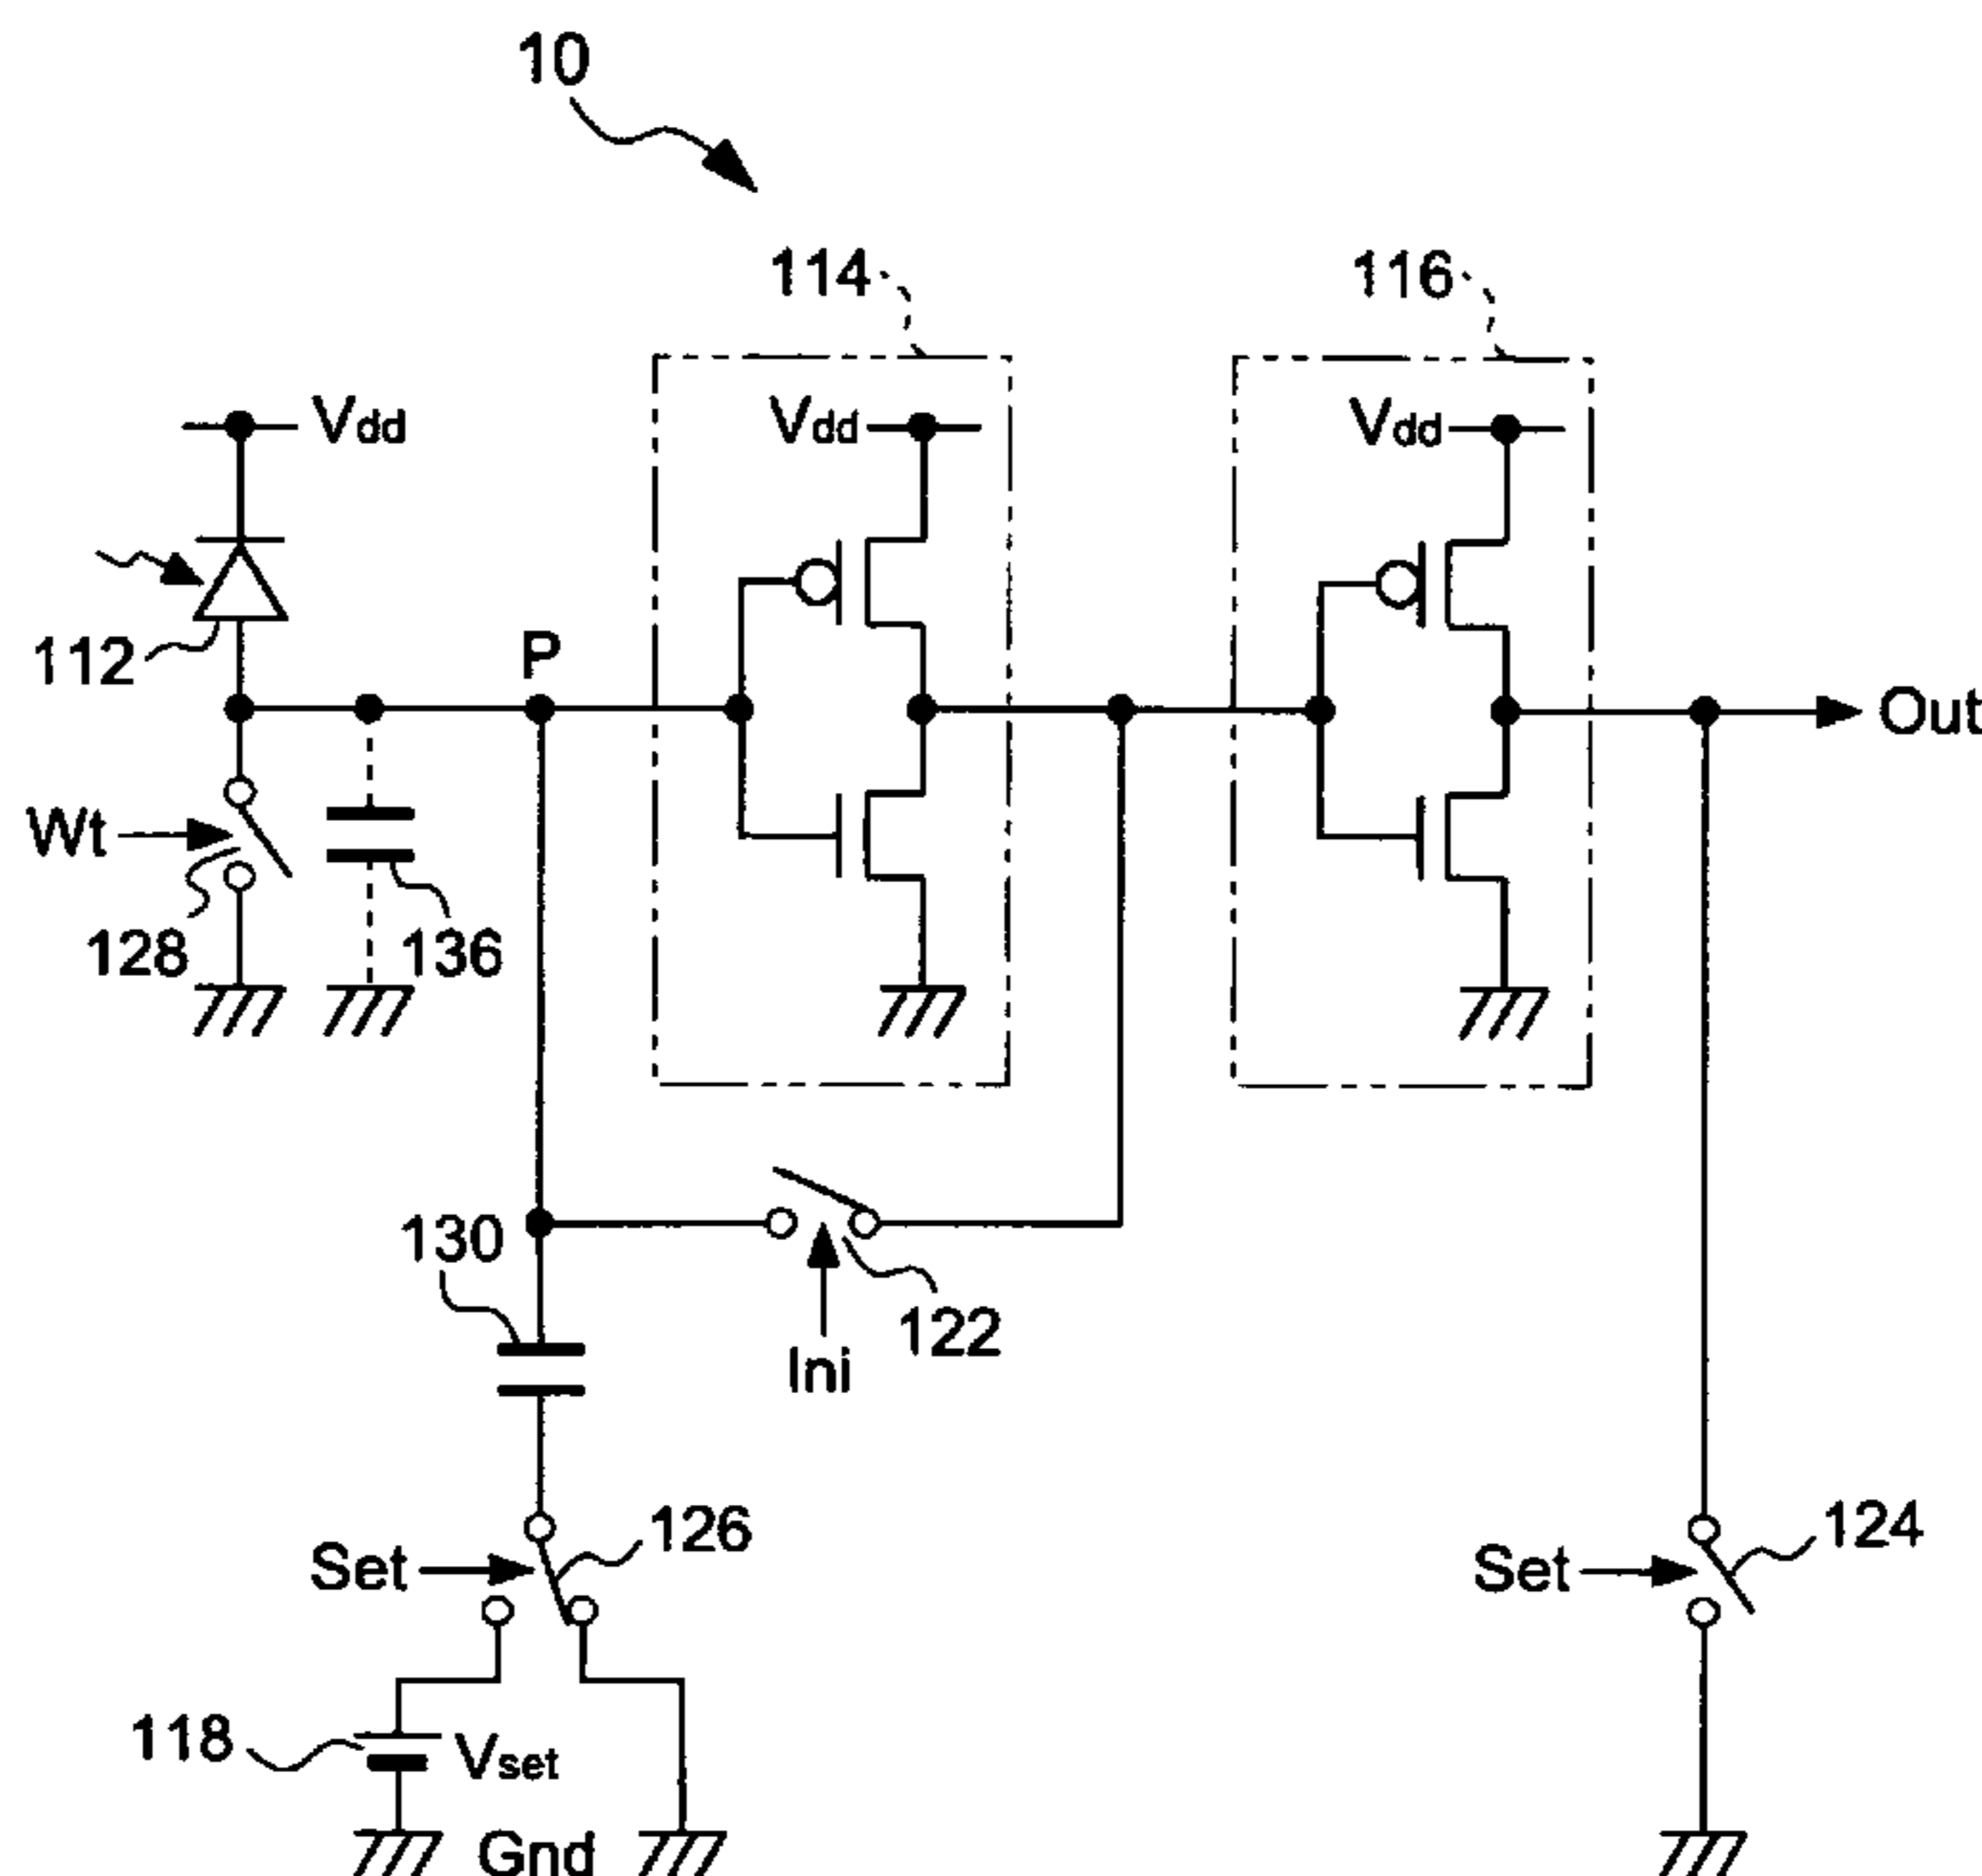 10
114
116
Vdd
Vdd
Vdd
112
P
Out
Wt
128
136
130
122
Ini
126
Set
124
Set
118
Vset
Gnd